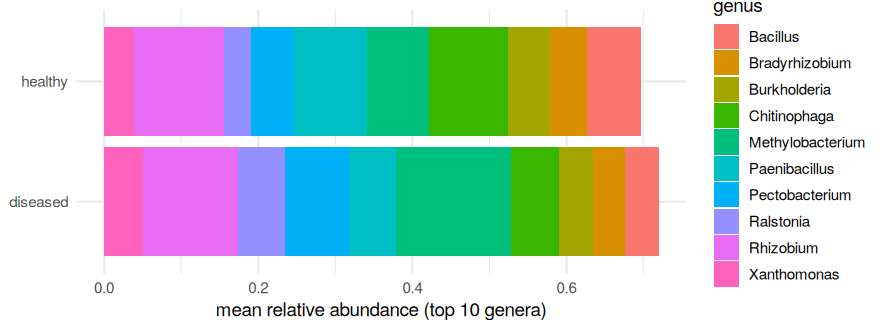 genus
Bacillus
Bradyrhizobium
Burkholderia
Chitinophaga
Methylobacterium
Paenibacillus
Pectobacterium
Ralstonia
Rhizobium
Xanthomonas
healthy
diseased
0.0 0.2 0.4 0.6
mean relative abundance (top 10 genera)